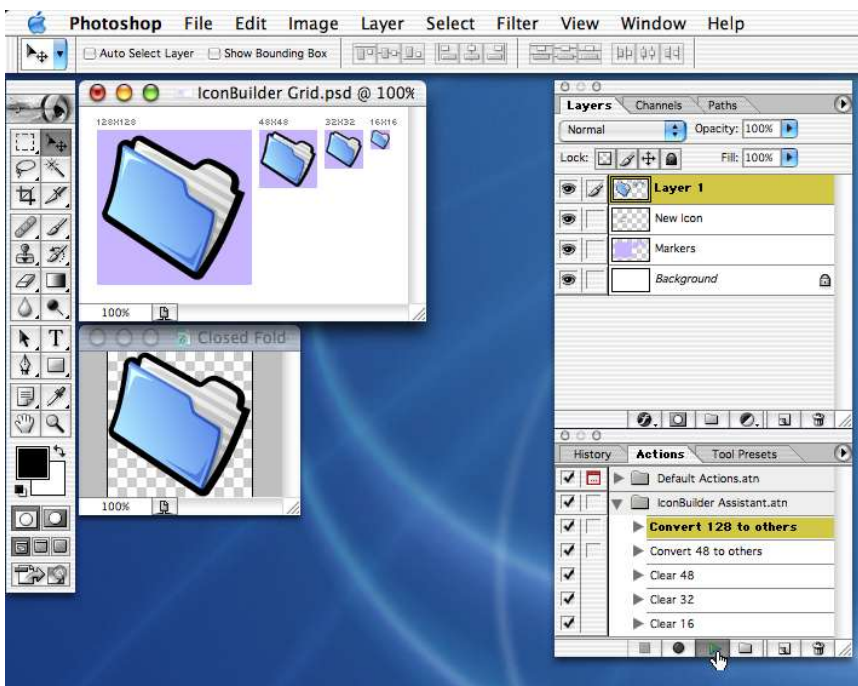 Photoshop File Edit Image Layer Select Filter View Window Help
Auto Select Layer Show Bounding Box
IconBuilder Grid.psd @ 100%
128X128 48X48 32X32 16X16
100%
Closed Fold
100%
Layers Channels Paths
Normal Opacity: 100%
Lock: Fill: 100%
Layer 1
New Icon
Markers
Background
History Actions Tool Presets
Default Actions.atn
IconBuilder Assistant.atn
Convert 128 to others
Convert 48 to others
Clear 48
Clear 32
Clear 16